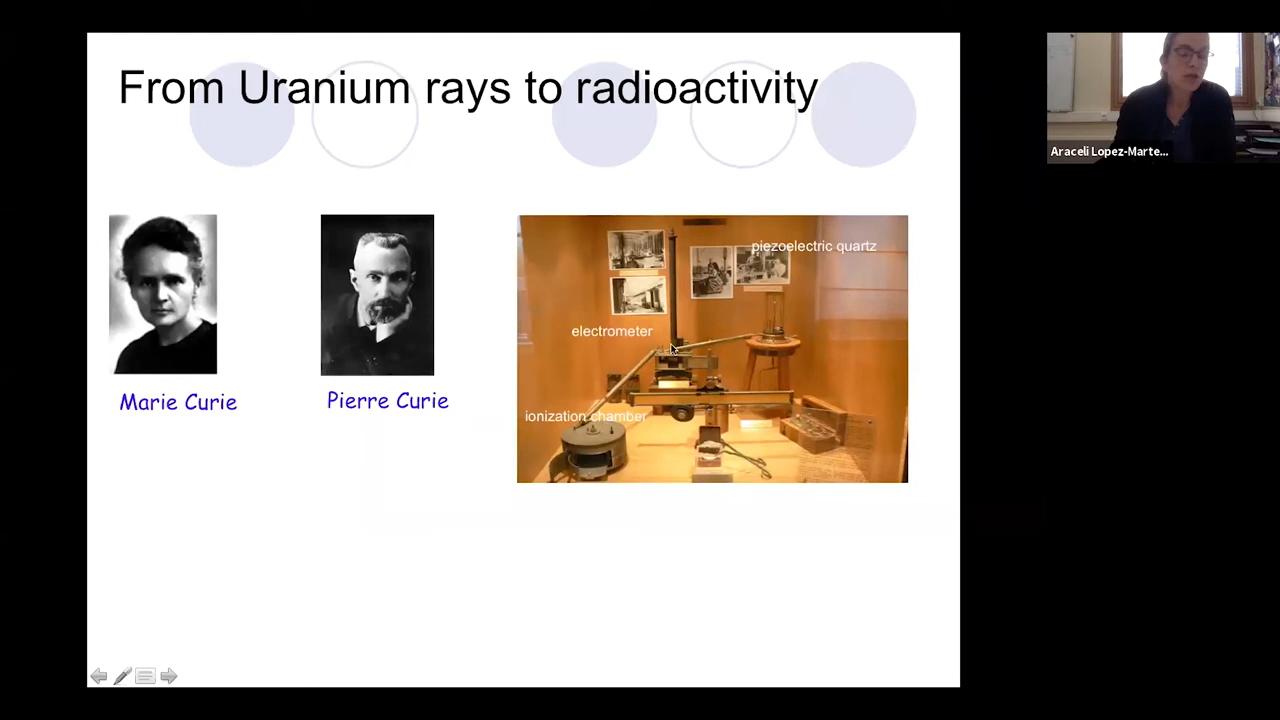 From Uranium rays to radioactivity
Araceli Lopez-Marte...
piezoelectric quartz
electrometer
Marie Curie
Pierre Curie
ionization chamber